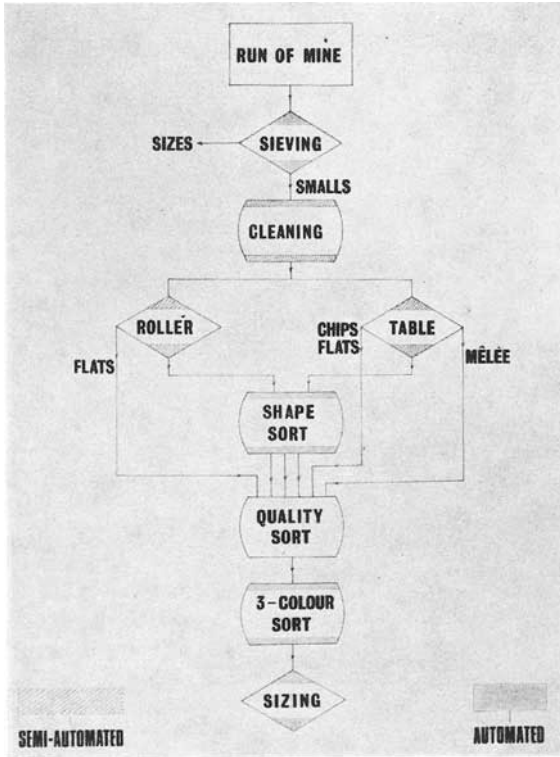 RUN OF MINE
SIZES
SIEVING
SMALLS
CLEANING
ROLLER
CHIPS
FLATS
TABLE
FLATS
MÊLÉE
SHAPE
SORT
QUALITY
SORT
3-COLOUR
SORT
SIZING
SEMI-AUTOMATED
AUTOMATED